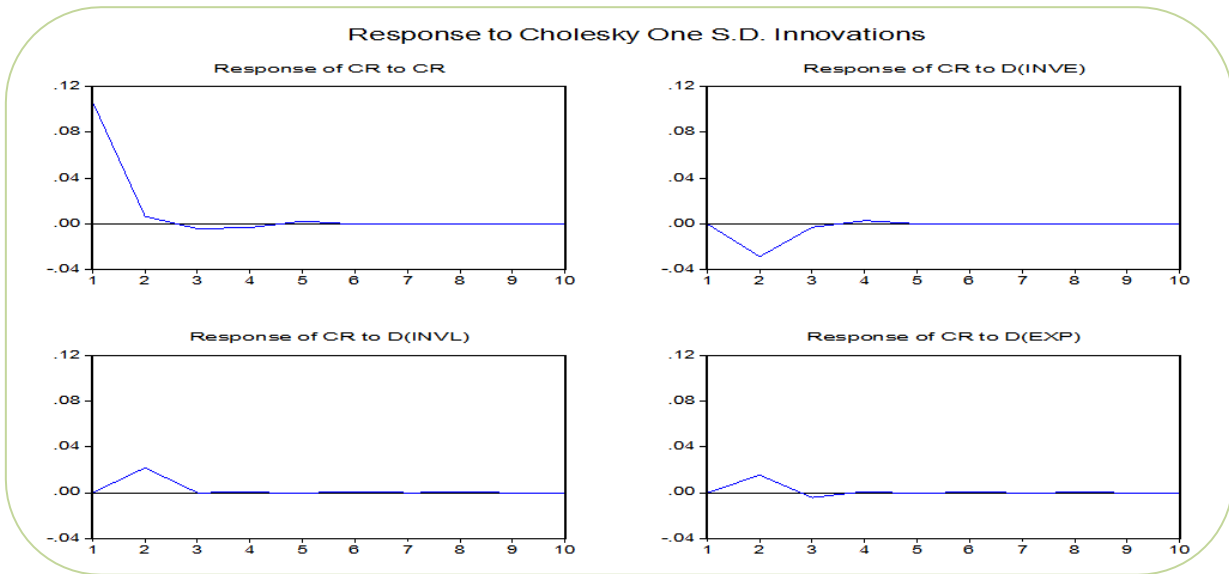 Response to Cholesky One S.D. Innovations
Response of CR to CR
.12
.08
.04
.00
-.04
1 2 3 4 5 6 7 8 9 10
Response of CR to D(INVE)
.12
.08
.04
.00
-.04
1 2 3 4 5 6 7 8 9 10
Response of CR to D(INVL)
.12
.08
.04
.00
-.04
1 2 3 4 5 6 7 8 9 10
Response of CR to D(EXP)
.12
.08
.04
.00
-.04
1 2 3 4 5 6 7 8 9 10